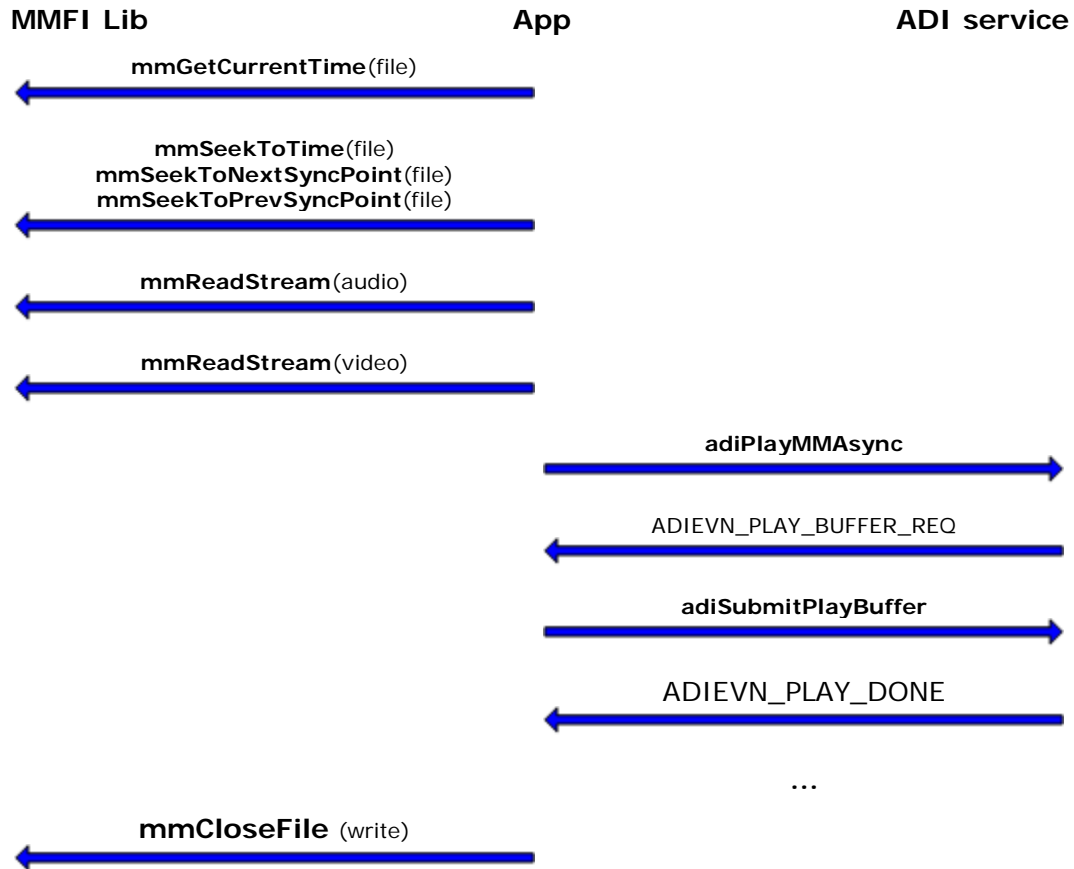 MMFI Lib App ADI service
mmGetCurrentTime(file)
mmSeekToTime(file)
mmSeekToNextSyncPoint(file)
mmSeekToPrevSyncPoint(file)
mmReadStream(audio)
mmReadStream(video)
adiPlayMMAsync
ADIEVN_PLAY_BUFFER_REQ
adiSubmitPlayBuffer
ADIEVN_PLAY_DONE
...
mmCloseFile (write)